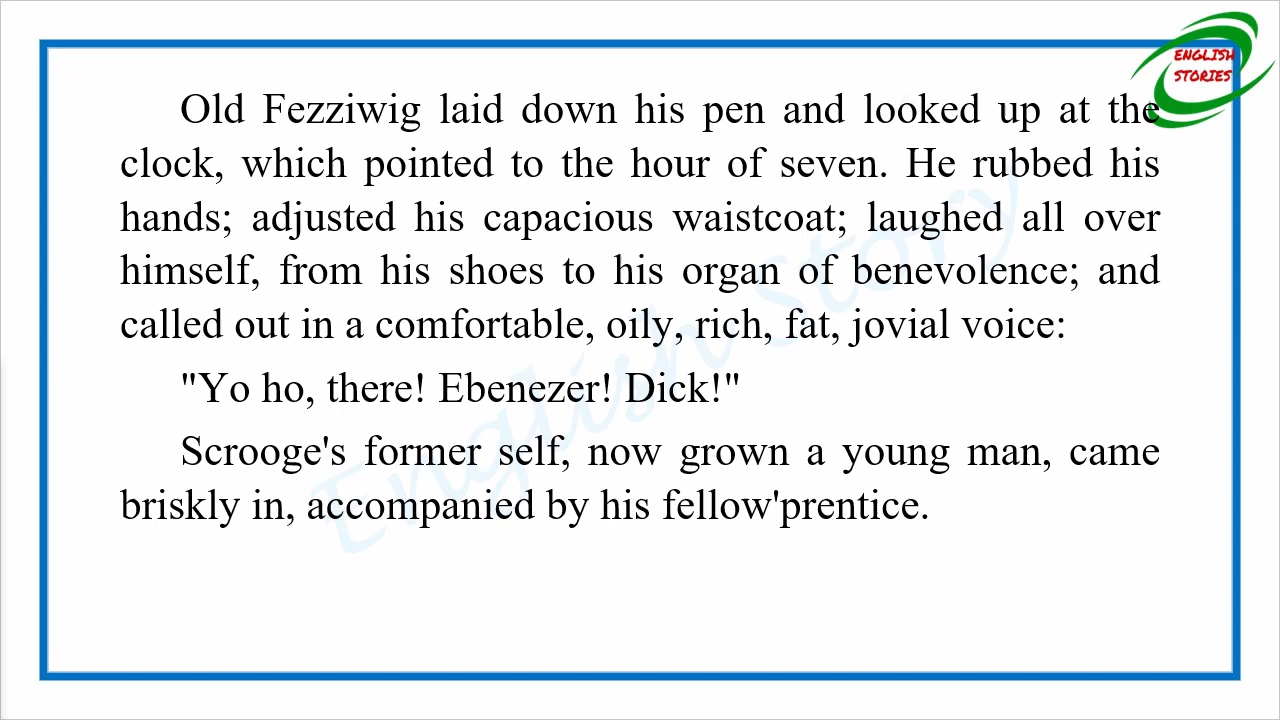 ENGLISH
STORIES
Old Fezziwig laid down his pen and looked up at the
clock, which pointed to the hour of seven. He rubbed his
hands; adjusted his capacious waistcoat; laughed all over
himself, from his shoes to his organ of benevolence; and
called out in a comfortable, oily, rich, fat, jovial voice:
"Yo ho, there! Ebenezer! Dick!"
Scrooge's former self, now grown a young man, came
briskly in, accompanied by his fellow'prentice.
English Story